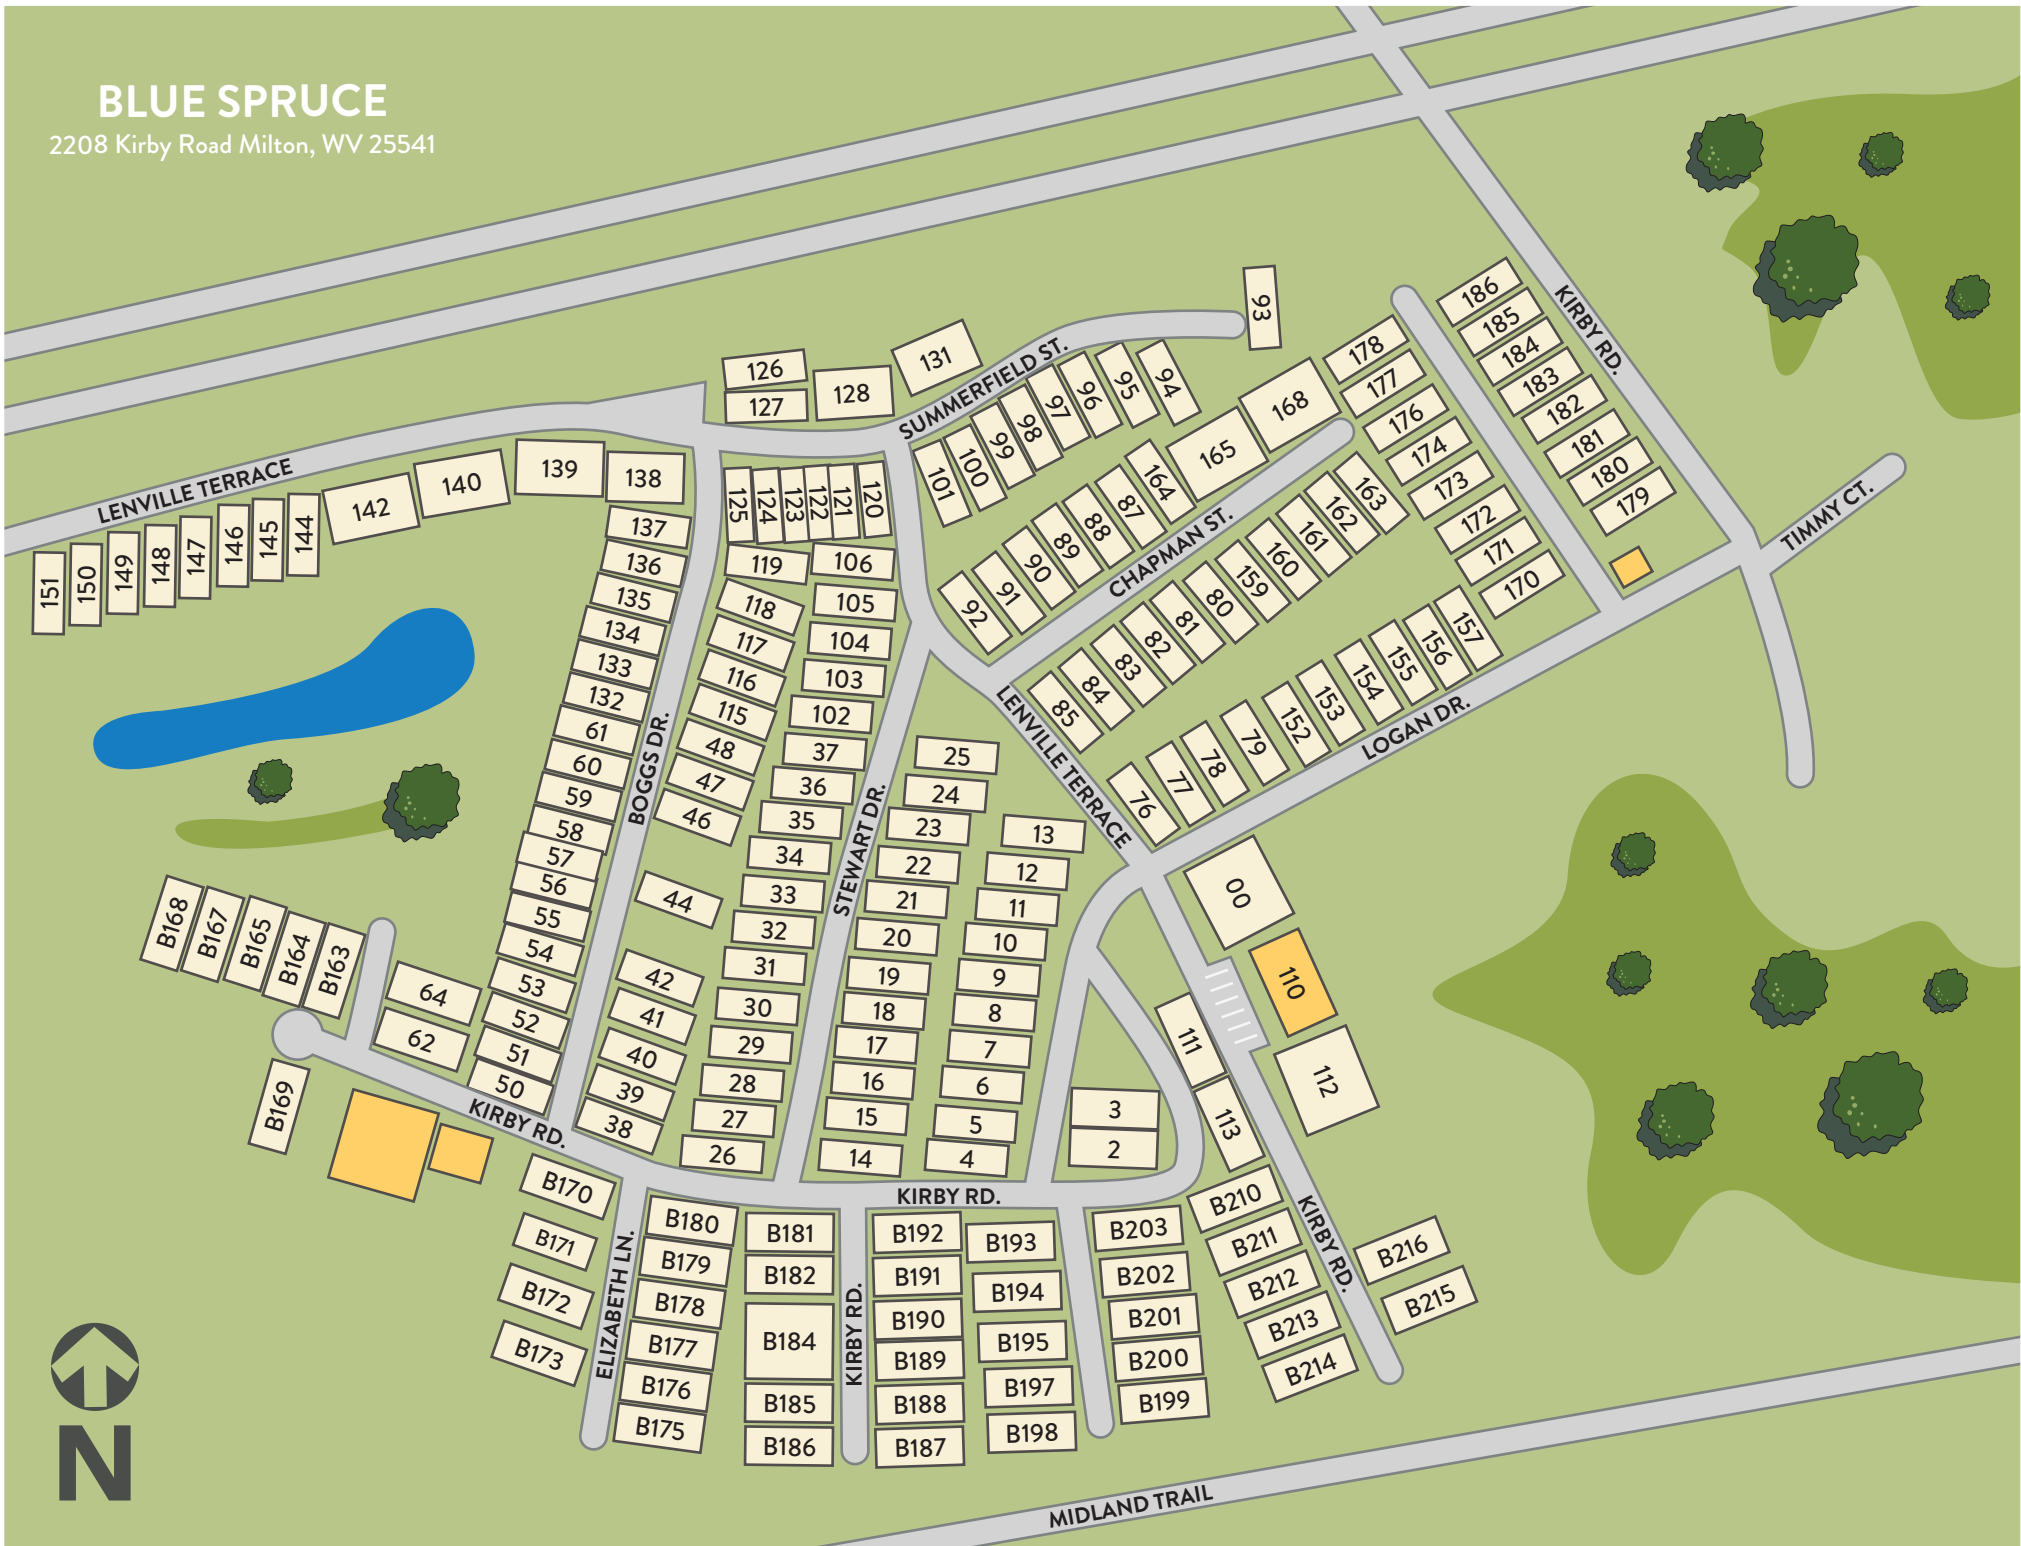 BLUE SPRUCE
2208 Kirby Road Milton, WV 25541
KIRBY RD.
TIMMY CT.
186
185
184
183
182
181
180
179
178
177
176
174
173
172
171
170
93
SUMMERFIELD ST.
126
127
128
131
94
95
96
97
98
99
100
101
168
165
164
87
88
89
90
91
92
CHAPMAN ST.
163
162
161
160
159
80
81
82
83
84
85
157
156
155
154
153
152
79
78
77
76
LOGAN DR.
LENVILLE TERRACE
LENVILLE TERRACE
151
150
149
148
147
146
145
144
142
140
139
138
137
136
135
134
133
132
61
60
59
58
57
56
55
54
53
52
51
50
BOGGS DR.
125
124
123
122
121
120
119
118
117
116
115
48
47
46
44
42
41
40
39
38
106
105
104
103
102
37
36
35
34
33
32
31
30
29
28
27
26
STEWART DR.
25
24
23
22
21
20
19
18
17
16
15
14
13
12
11
10
9
8
7
6
5
4
3
2
00
110
112
111
113
B168
B167
B165
B164
B163
64
62
B169
KIRBY RD.
KIRBY RD.
B170
B171
B172
B173
ELIZABETH LN.
B180
B179
B178
B177
B176
B175
B181
B182
B184
B185
B186
KIRBY RD.
B192
B191
B190
B189
B188
B187
B193
B194
B195
B197
B198
B203
B202
B201
B200
B199
B210
B211
B212
B213
B214
KIRBY RD.
B216
B215
MIDLAND TRAIL
N